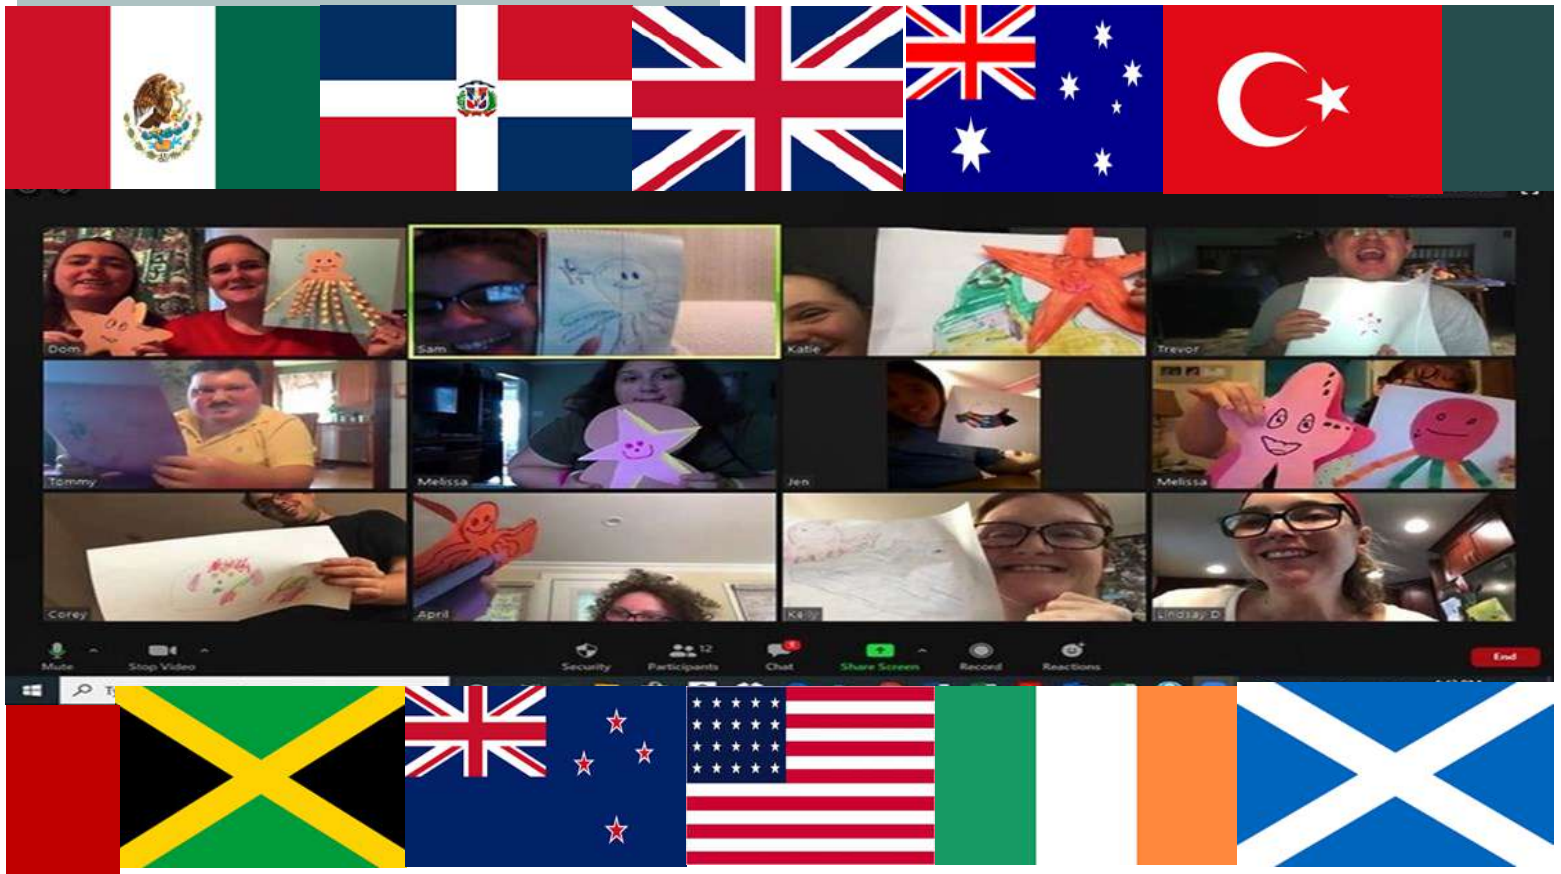 Dom
Sam
Katie
Trevor
Tommy
Melissa
Jen
Melissa
Corey
April
Kelly
Lindsay D
Mute
Stop Video
Security
Participants
12
Chat
Share Screen
Record
Reactions
End